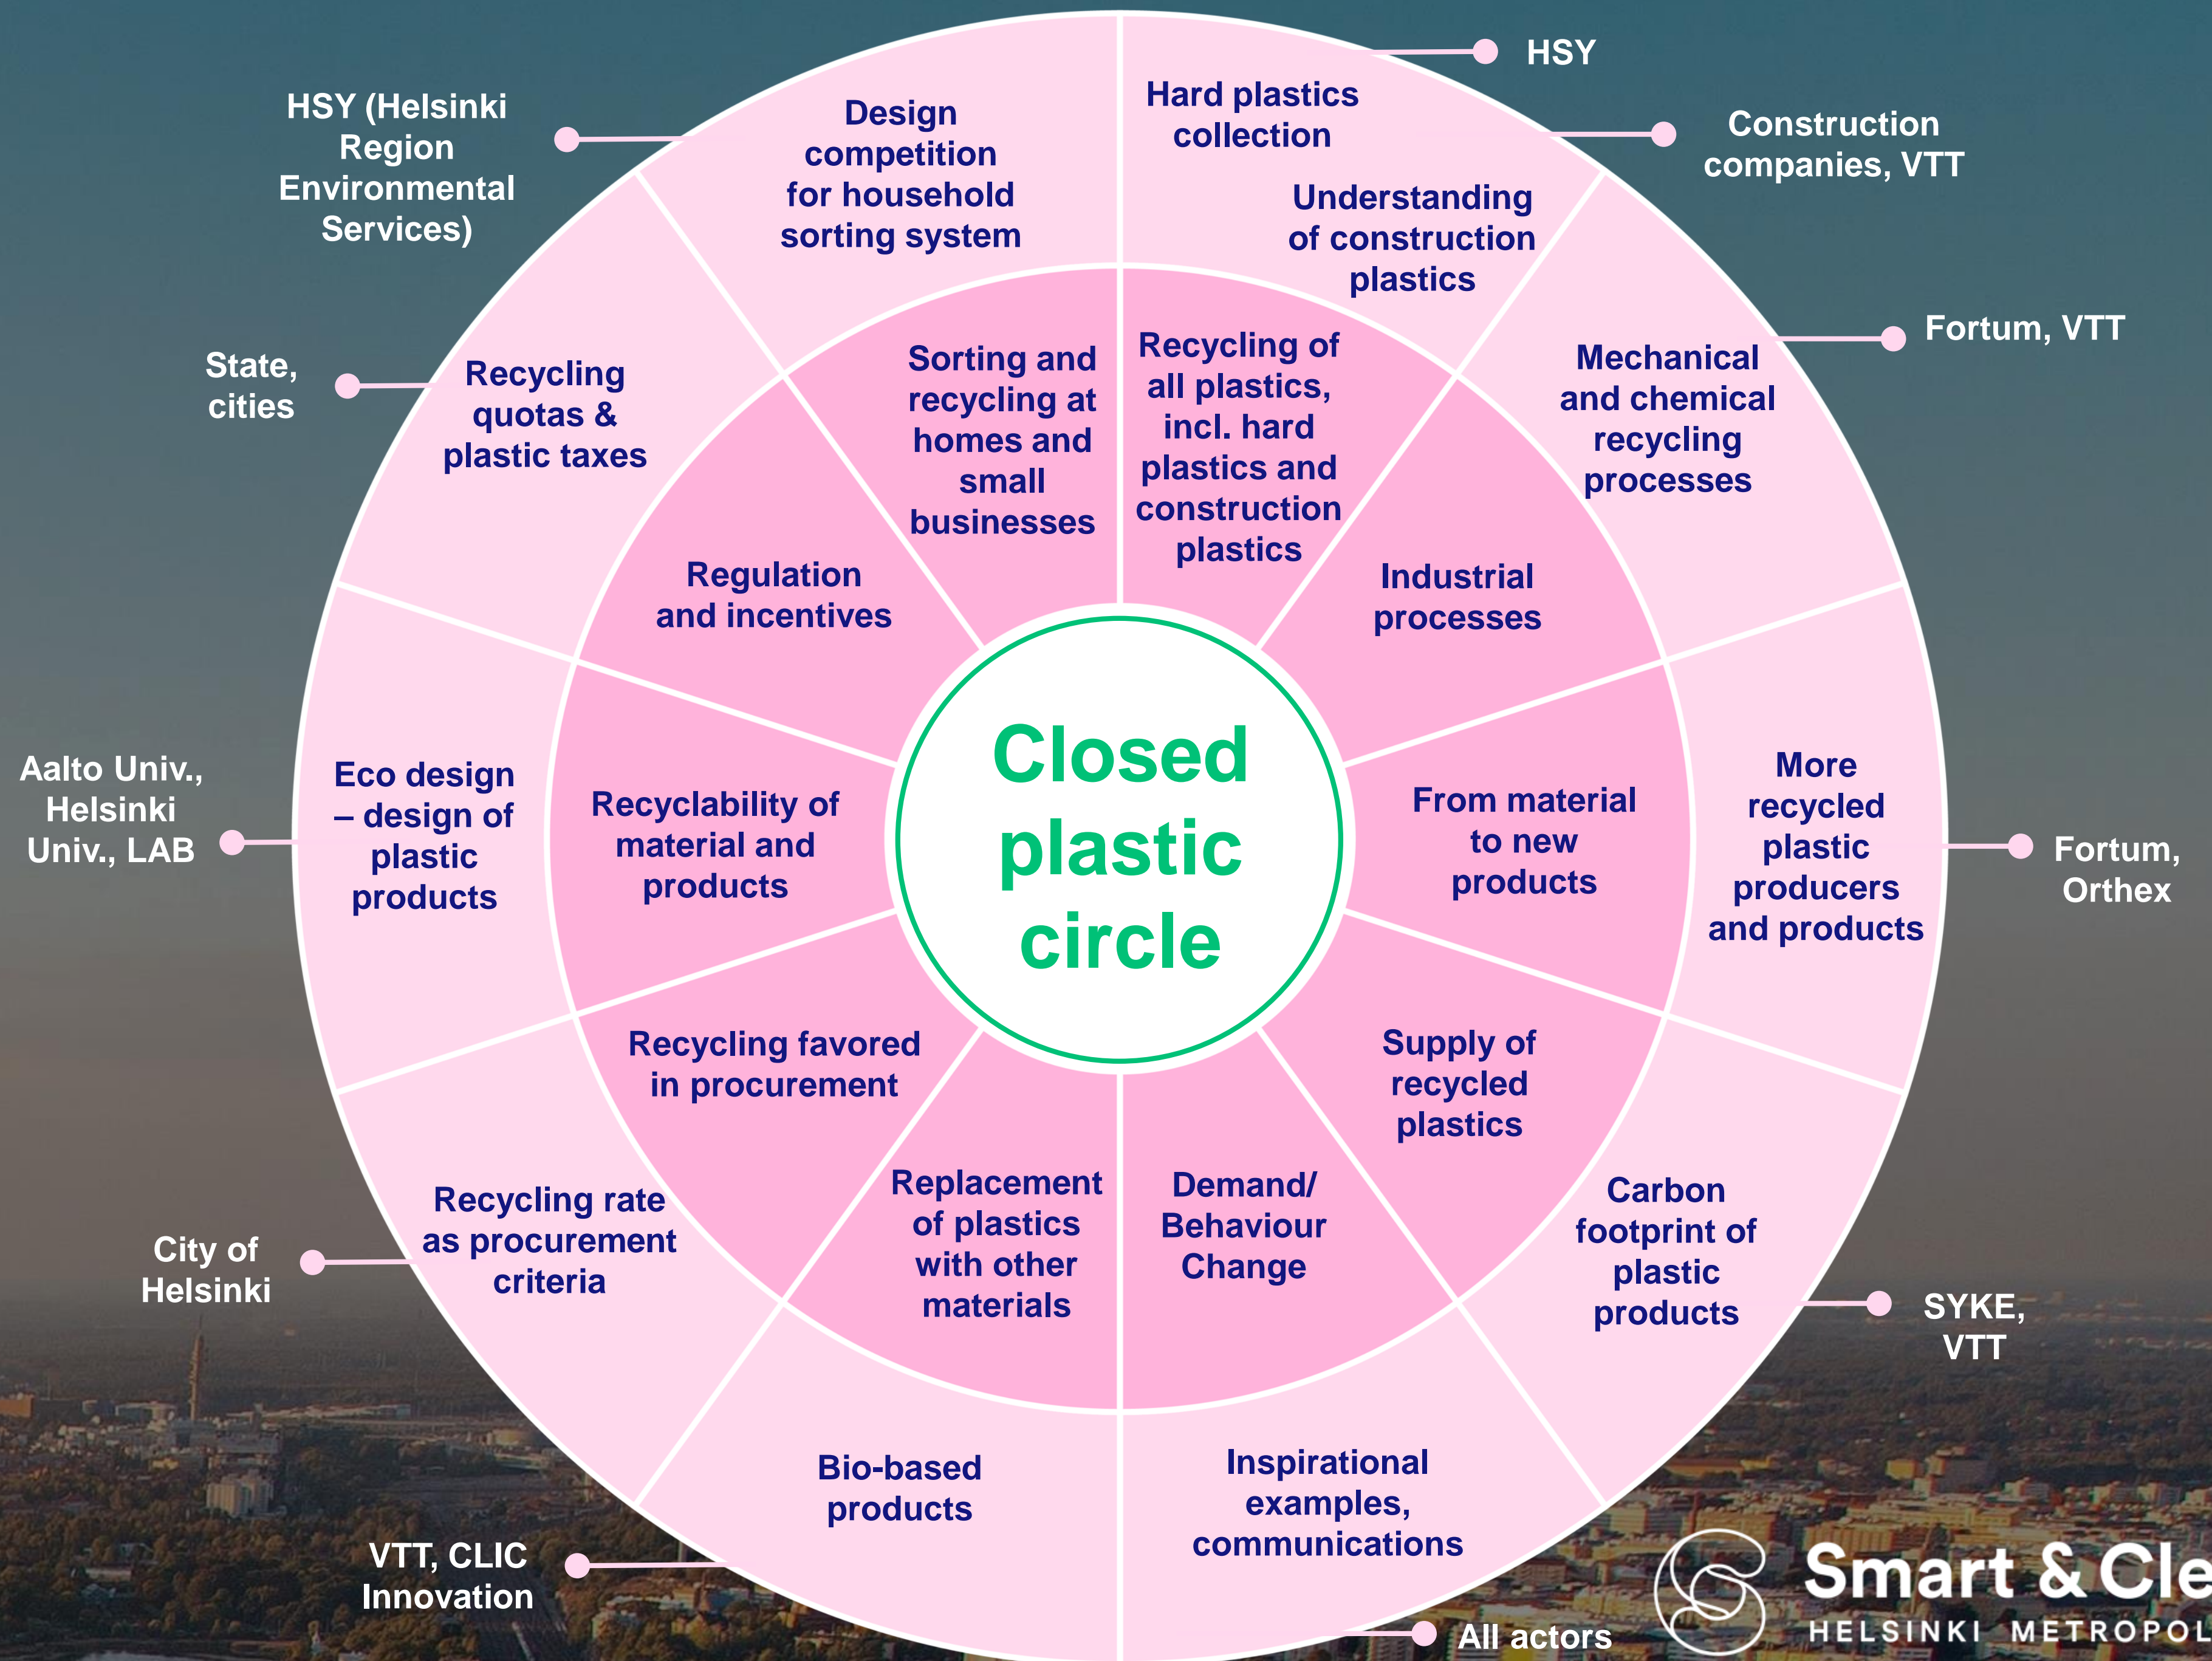 HSY
Hard plastics
collection
Construction
companies, VTT
Understanding
of construction
plastics
Recycling of
all plastics,
incl. hard
plastics and
construction
plastics
Fortum, VTT
Mechanical
and chemical
recycling
processes
Industrial
processes
More
recycled
plastic
producers
and products
Fortum,
Orthex
From material
to new
products
Carbon
footprint of
plastic
products
SYKE,
VTT
Supply of
recycled
plastics
Inspirational
examples,
communications
All actors
Demand/
Behaviour
Change
Bio-based
products
VTT, CLIC
Innovation
Replacement
of plastics
with other
materials
Recycling rate
as procurement
criteria
City of
Helsinki
Recycling favored
in procurement
Eco design
– design of
plastic
products
Aalto Univ.,
Helsinki
Univ., LAB
Recyclability of
material and
products
Recycling
quotas &
plastic taxes
State,
cities
Regulation
and incentives
Design
competition
for household
sorting system
HSY (Helsinki
Region
Environmental
Services)
Sorting and
recycling at
homes and
small
businesses
Closed
plastic
circle
Smart & Cle
HELSINKI METROPOL